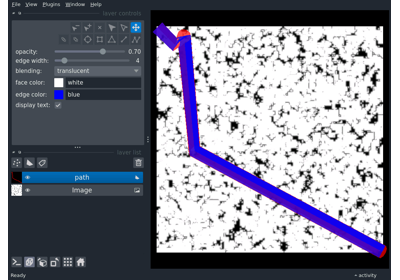 File View Plugins Window Help
layer controls
opacity: 0.70
edge width: 4
blending: translucent
face color: white
edge color: blue
display text:
layer list
path
Image
Ready
activity